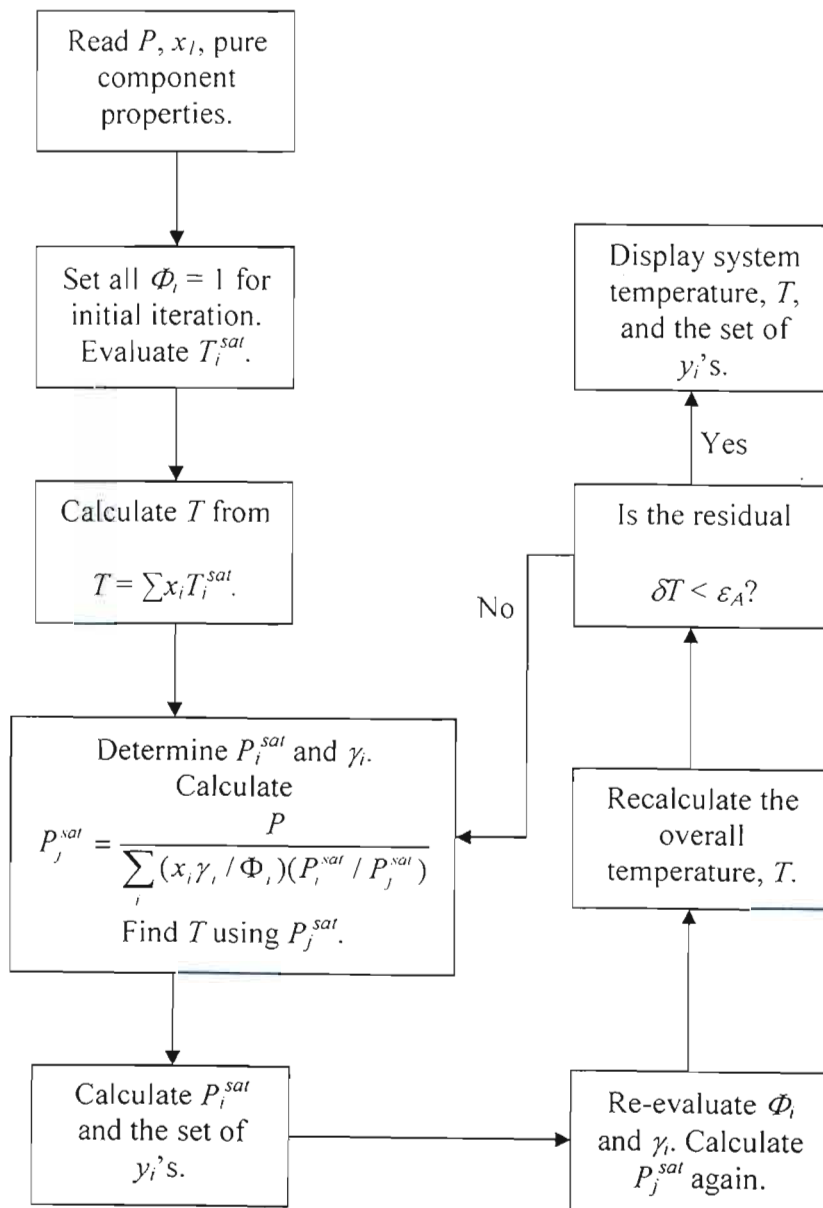 Read P, x_i, pure
component
properties.
Set all Φ_i = 1 for
initial iteration.
Evaluate T_i^{sat}.
Calculate T from
T = ∑x_iT_i^{sat}.
Determine P_i^{sat} and γ_i.
Calculate
P_j^{sat} = \frac{P}{\sum_i (x_iγ_i / Φ_i)(P_i^{sat} / P_j^{sat})}
Find T using P_j^{sat}.
Calculate P_i^{sat}
and the set of
y_i's.
Re-evaluate Φ_i
and γ_i. Calculate
P_j^{sat} again.
Recalculate the
overall
temperature, T.
Is the residual
δT < ε_A?
No
Yes
Display system
temperature, T,
and the set of
y_i's.